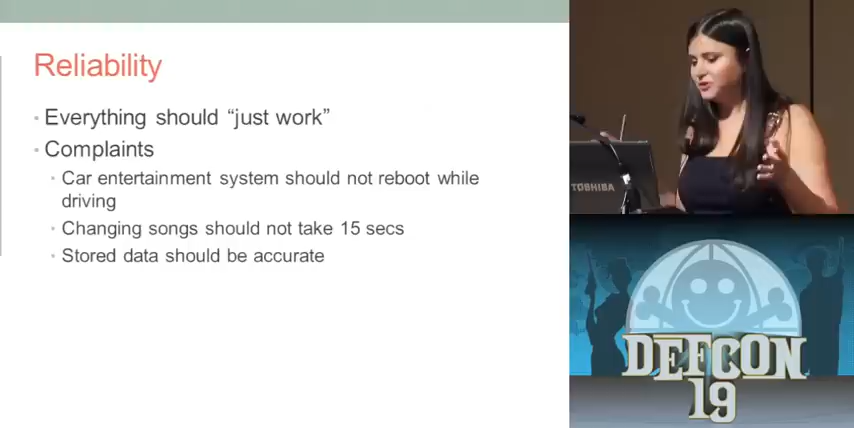 Reliability
Everything should “just work”
Complaints
Car entertainment system should not reboot while
driving
Changing songs should not take 15 secs
Stored data should be accurate
TOSHIBA
DEFCON
19